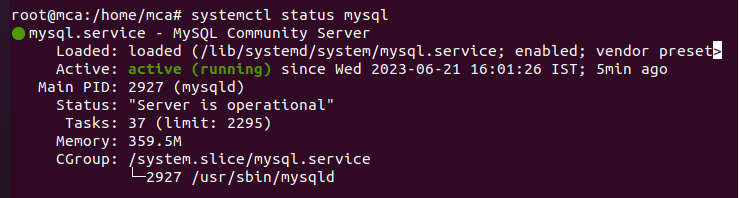 root@mca:/home/mca# systemctl status mysql
● mysql.service - MySQL Community Server
Loaded: loaded (/lib/systemd/system/mysql.service; enabled; vendor preset>
Active: active (running) since Wed 2023-06-21 16:01:26 IST; 5min ago
Main PID: 2927 (mysqld)
Status: "Server is operational"
Tasks: 37 (limit: 2295)
Memory: 359.5M
CGroup: /system.slice/mysql.service
└─2927 /usr/sbin/mysqld